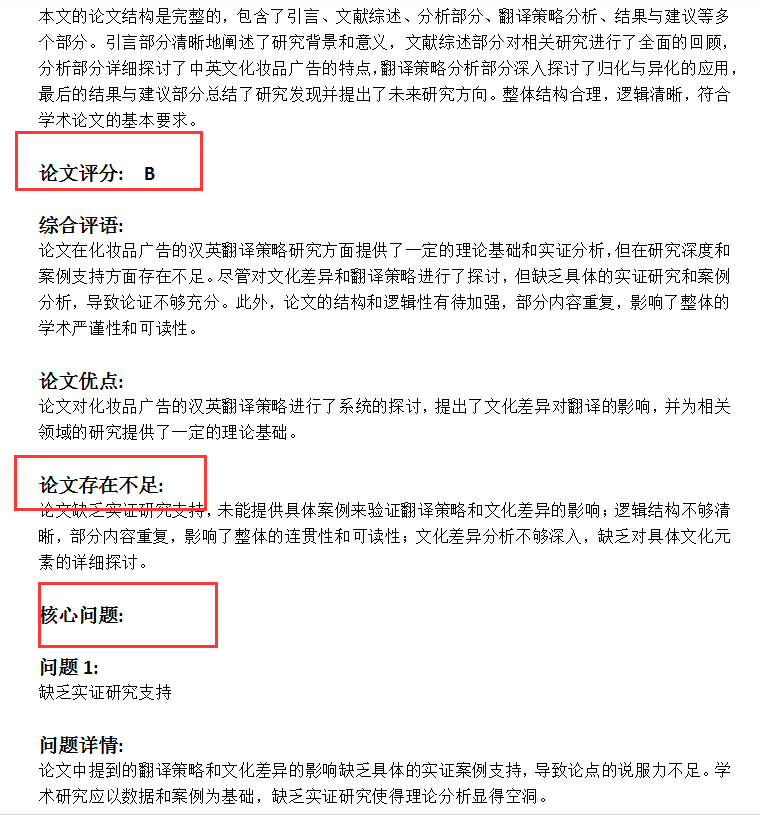 本文的论文结构是完整的，包含了引言、文献综述、分析部分、翻译策略分析、结果与建议等多
个部分。引言部分清晰地阐述了研究背景和意义，文献综述部分对相关研究进行了全面的回顾，
分析部分详细探讨了中英文化妆品广告的特点，翻译策略分析部分深入探讨了归化与异化的应用，
最后的结果与建议部分总结了研究发现并提出了未来研究方向。整体结构合理，逻辑清晰，符合
学术论文的基本要求。
论文评分： B
综合评语：
论文在化妆品广告的汉英翻译策略研究方面提供了一定的理论基础和实证分析，但在研究深度和
案例支持方面存在不足。尽管对文化差异和翻译策略进行了探讨，但缺乏具体的实证研究和案例
分析，导致论证不够充分。此外，论文的结构和逻辑性有待加强，部分内容重复，影响了整体的
学术严谨性和可读性。
论文优点：
论文对化妆品广告的汉英翻译策略进行了系统的探讨，提出了文化差异对翻译的影响，并为相关
领域的研究提供了一定的理论基础。
论文存在不足：
论文缺乏实证研究支持，未能提供具体案例来验证翻译策略和文化差异的影响；逻辑结构不够清
晰，部分内容重复，影响了整体的连贯性和可读性；文化差异分析不够深入，缺乏对具体文化元
素的详细探讨。
核心问题：
问题 1：
缺乏实证研究支持
问题详情：
论文中提到的翻译策略和文化差异的影响缺乏具体的实证案例支持，导致论点的说服力不足。学
术研究应以数据和案例为基础，缺乏实证研究使得理论分析显得空洞。